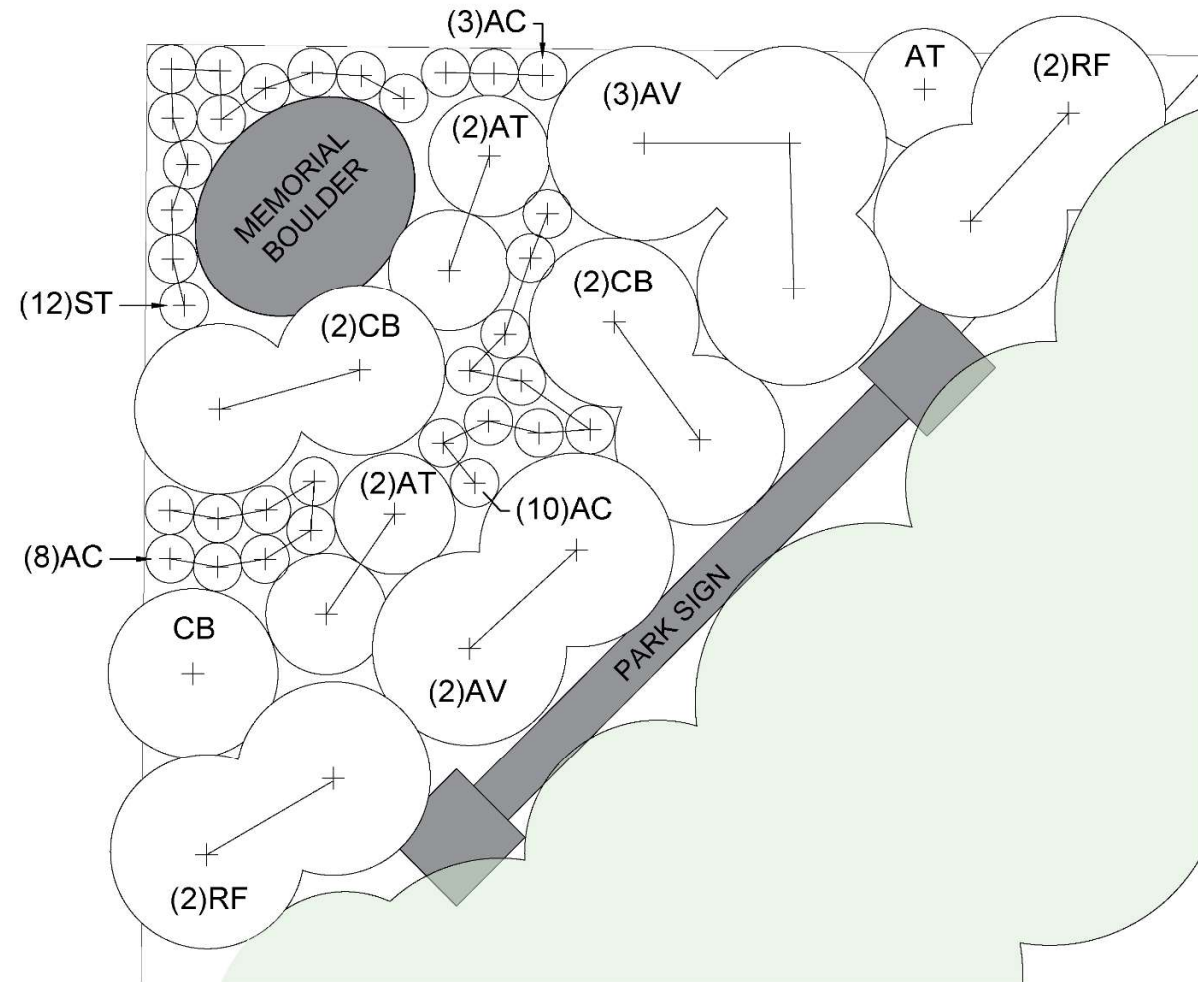 (3)AC
AT
(2)RF
(3)AV
(2)AT
MEMORIAL
BOULDER
(2)CB
(12)ST
(2)CB
(2)AT
(10)AC
(8)AC
PARK SIGN
CB
(2)AV
(2)RF